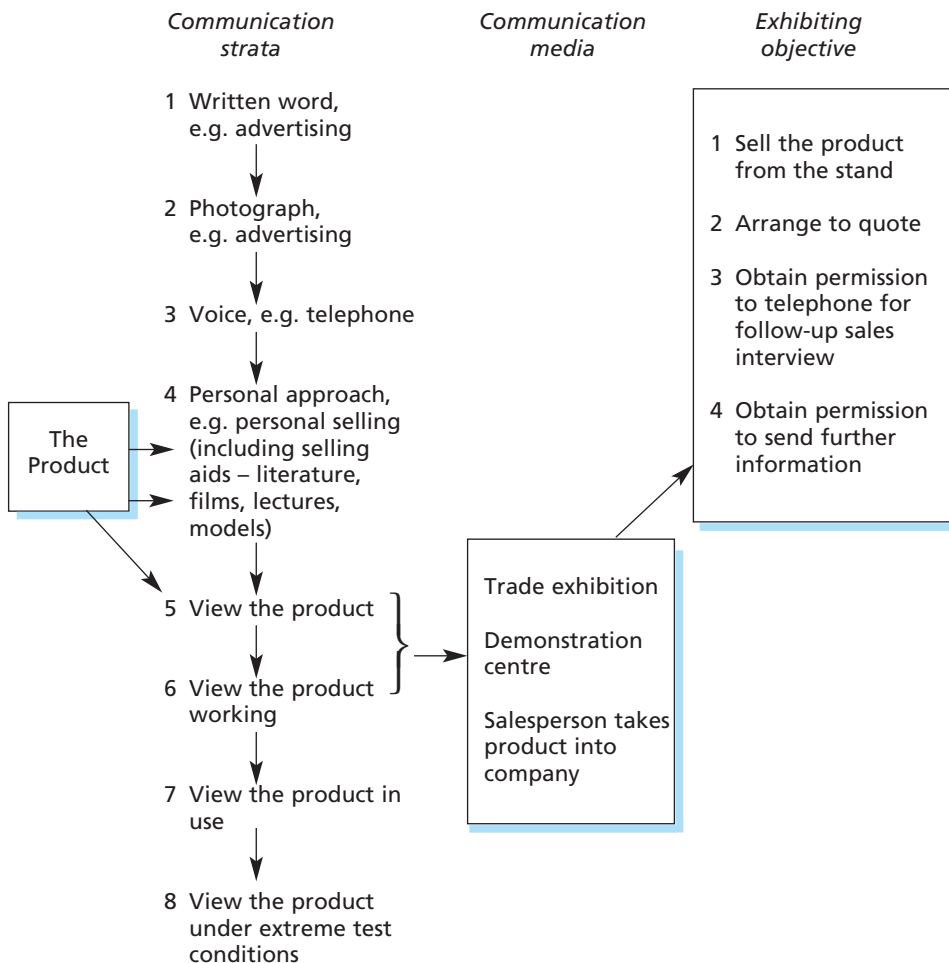 Communication
strata
Communication
media
Exhibiting
objective
1 Written word,
e.g. advertising
2 Photograph,
e.g. advertising
3 Voice, e.g. telephone
4 Personal approach,
e.g. personal selling
(including selling
aids – literature,
films, lectures,
models)
The
Product
5 View the product
6 View the product
working
7 View the product in
use
8 View the product
under extreme test
conditions
Trade exhibition
Demonstration
centre
Salesperson takes
product into
company
1 Sell the product
from the stand
2 Arrange to quote
3 Obtain permission
to telephone for
follow-up sales
interview
4 Obtain permission
to send further
information